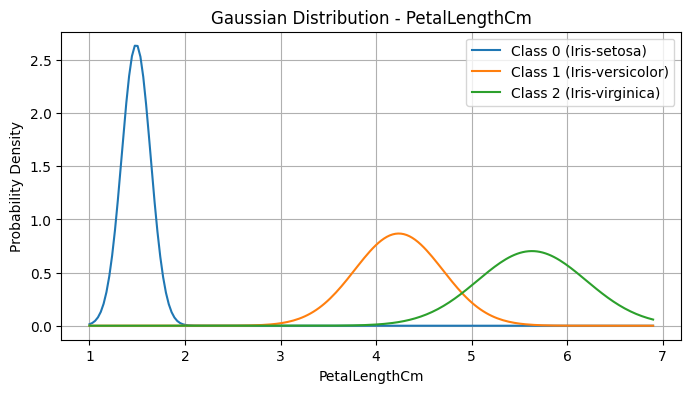 Gaussian Distribution - PetalLengthCm
Class 0 (Iris-setosa)
Class 1 (Iris-versicolor)
Class 2 (Iris-virginica)
Probability Density
2.5
2.0
1.5
1.0
0.5
0.0
1 2 3 4 5 6 7
PetalLengthCm